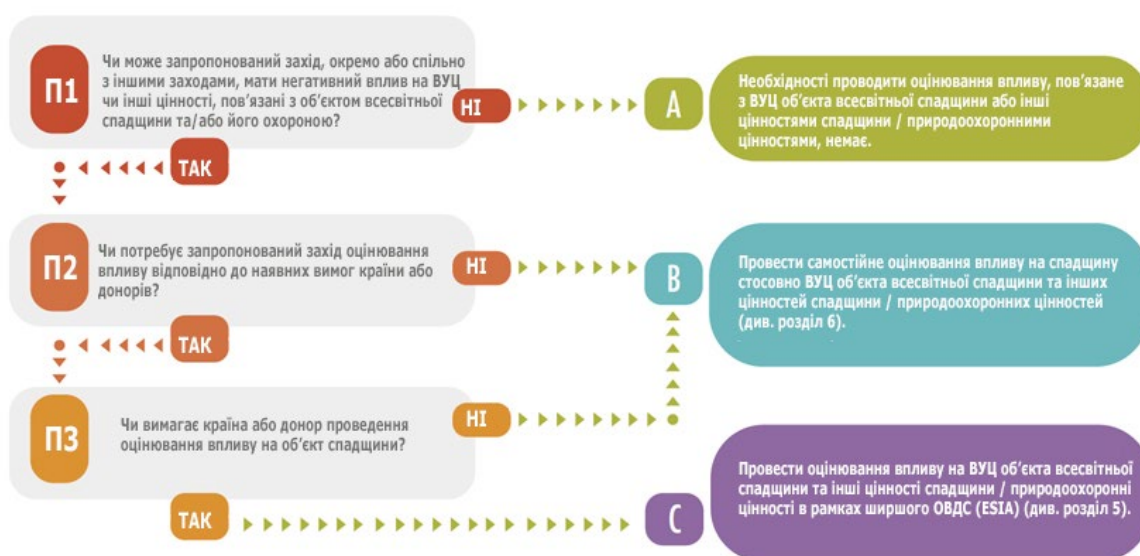 П1
Чи може запропонований захід, окремо або спільно
з іншими заходами, мати негативний вплив на ВУЦ
чи інші цінності, пов’язані з об’єктом всесвітньої
спадщини та/або його охороною?
НІ
А
Необхідності проводити оцінювання впливу, пов’язане
з ВУЦ об’єкта всесвітньої спадщини або інші
цінностями спадщини / природоохоронними
цінностями, немає.
ТАК
П2
Чи потребує запропонований захід оцінювання
впливу відповідно до наявних вимог країни або
донорів?
НІ
B
Провести самостійне оцінювання впливу на спадщину
стосовно ВУЦ об’єкта всесвітньої спадщини та інших
цінностей спадщини / природоохоронних цінностей
(див. розділ 6).
ТАК
П3
Чи вимагає країна або донор проведення
оцінювання впливу на об’єкт спадщини?
НІ
ТАК
C
Провести оцінювання впливу на ВУЦ об’єкта всесвітньої
спадщини та інші цінності спадщини / природоохоронні
цінності в рамках ширшого ОВДС (ESIA) (див. розділ 5).